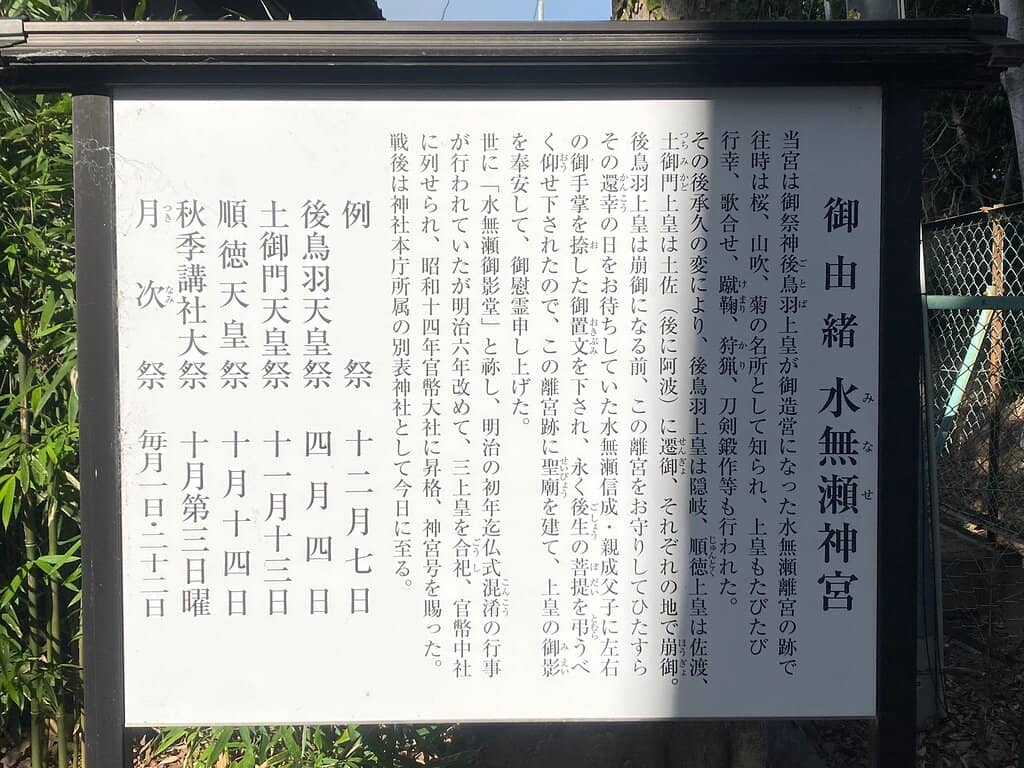 御由緒 水無瀬神宮
当宮は御祭神後鳥羽上皇が御造営になった水無瀬離宮の跡で
往時は桜、山吹、菊の名所として知られ、上皇もたびたび
行幸、歌合せ、蹴鞠、狩猟、刀剣鍛作等も行われた。
その後承久の変により、後鳥羽上皇は隠岐、順徳上皇は佐渡、
土御門上皇は土佐（後に阿波）に遷御、それぞれの地で崩御。
後鳥羽上皇は崩御になる前、この離宮をお守りしてひたすら
その還幸の日をお待ちしていた水無瀬信成・親成父子に左右
の御手掌を捺した御置文を下され、永く後生の菩提を弔うべ
く仰せ下されたので、この離宮跡に聖廟を建て、上皇の御影
を奉安して、御慰霊申し上げた。
世に「水無瀬御影堂」と祢し、明治の初年迄仏式混淆の行事
が行われていたが明治六年改めて、三上皇を合祀、官幣中社
に列せられ、昭和十四年官幣大社に昇格、神宮号を賜った。
戦後は神社本庁所属の別表神社として今日に至る。
例祭 十二月七日
後鳥羽天皇祭 四月四日
土御門天皇祭 十一月十三日
順徳天皇祭 十月十四日
秋季講社大祭 十月第三日曜
月次祭 毎月一日・二十二日